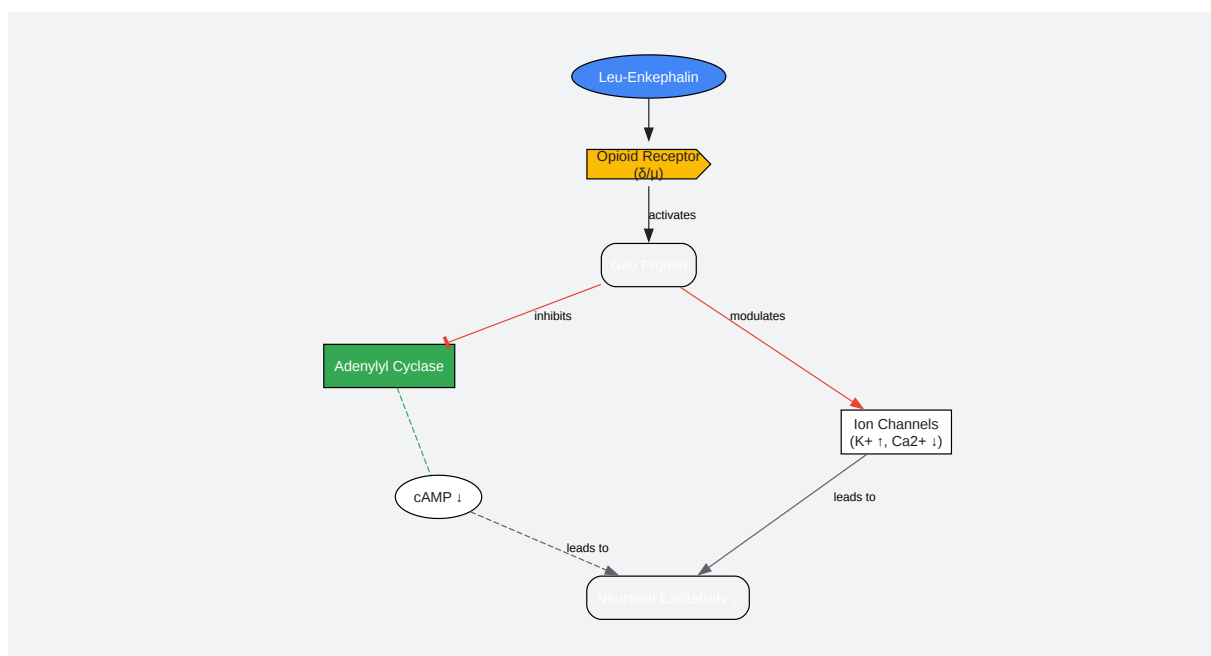 Leu-Enkephalin
Opioid Receptor
(δ/μ)
activates
Gi/o Protein
inhibits
modulates
Adenylyl Cyclase
Ion Channels
(K+ ↑, Ca2+ ↓)
cAMP ↓
leads to
leads to
Neuronal Excitability ↓